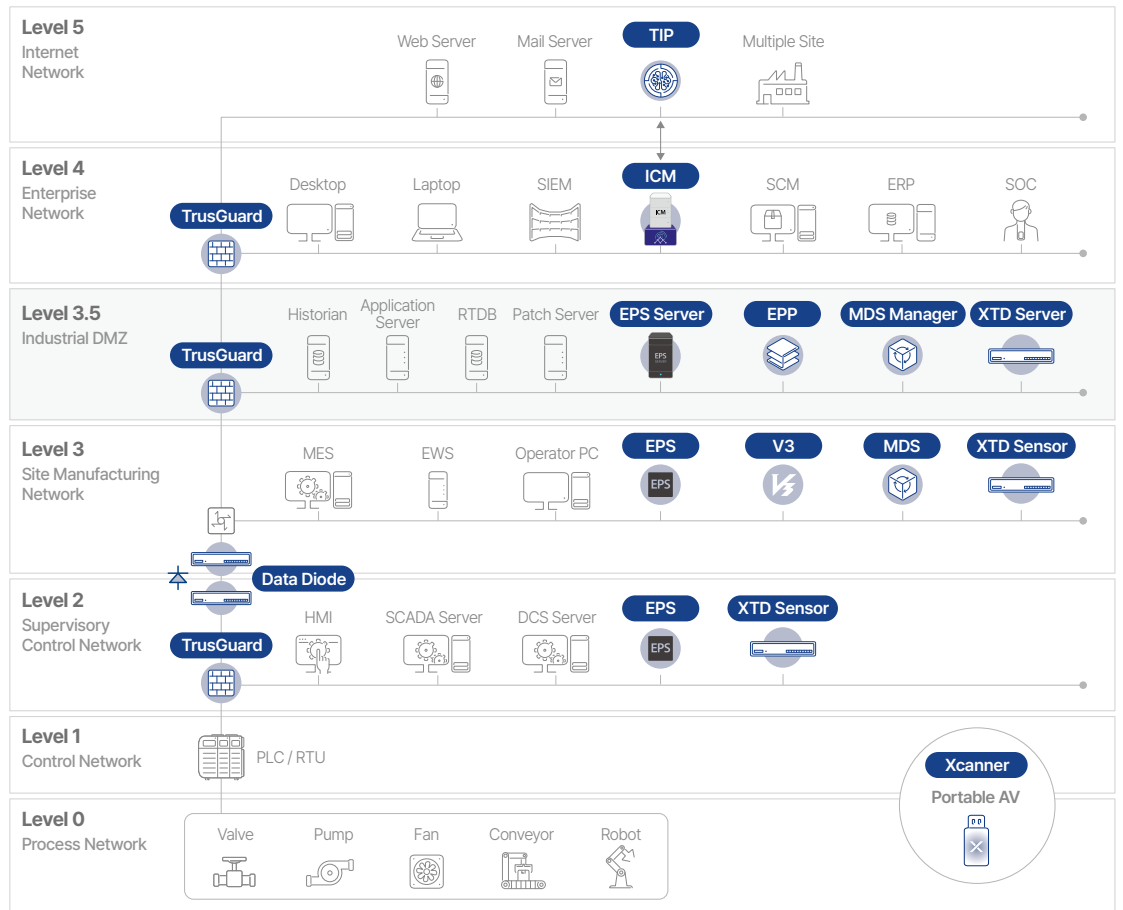 Level 5
Internet
Network
Web Server
Mail Server
TIP
Multiple Site
Level 4
Enterprise
Network
TrusGuard
Desktop
Laptop
SIEM
ICM
ICM
SCM
ERP
SOC
Level 3.5
Industrial DMZ
TrusGuard
Historian
Application
Server
RTDB
Patch Server
EPS Server
EPS
EPP
MDS Manager
XTD Server
Level 3
Site Manufacturing
Network
MES
EWS
Operator PC
EPS
EPS
V3
MDS
XTD Sensor
Data Diode
Level 2
Supervisory
Control Network
TrusGuard
HMI
SCADA Server
DCS Server
EPS
EPS
XTD Sensor
Level 1
Control Network
PLC / RTU
Xcanner
Portable AV
Level 0
Process Network
Valve
Pump
Fan
Conveyor
Robot